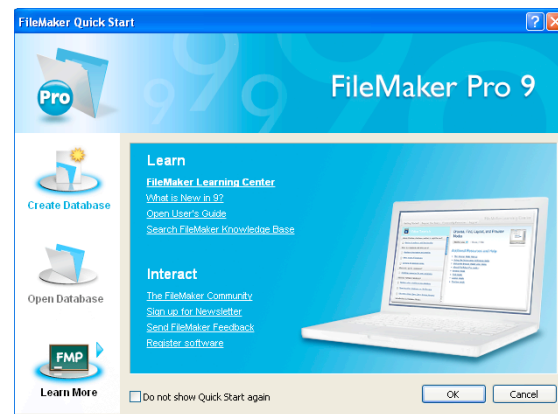 FileMaker Quick Start
Pro
999
FileMaker Pro 9
Create Database
Open Database
FMP
Learn More
Learn
FileMaker Learning Center
What is New in 9?
Open User's Guide
Search FileMaker Knowledge Base
Interact
The FileMaker Community
Sign up for Newsletter
Send FileMaker Feedback
Register software
Do not show Quick Start again
OK
Cancel